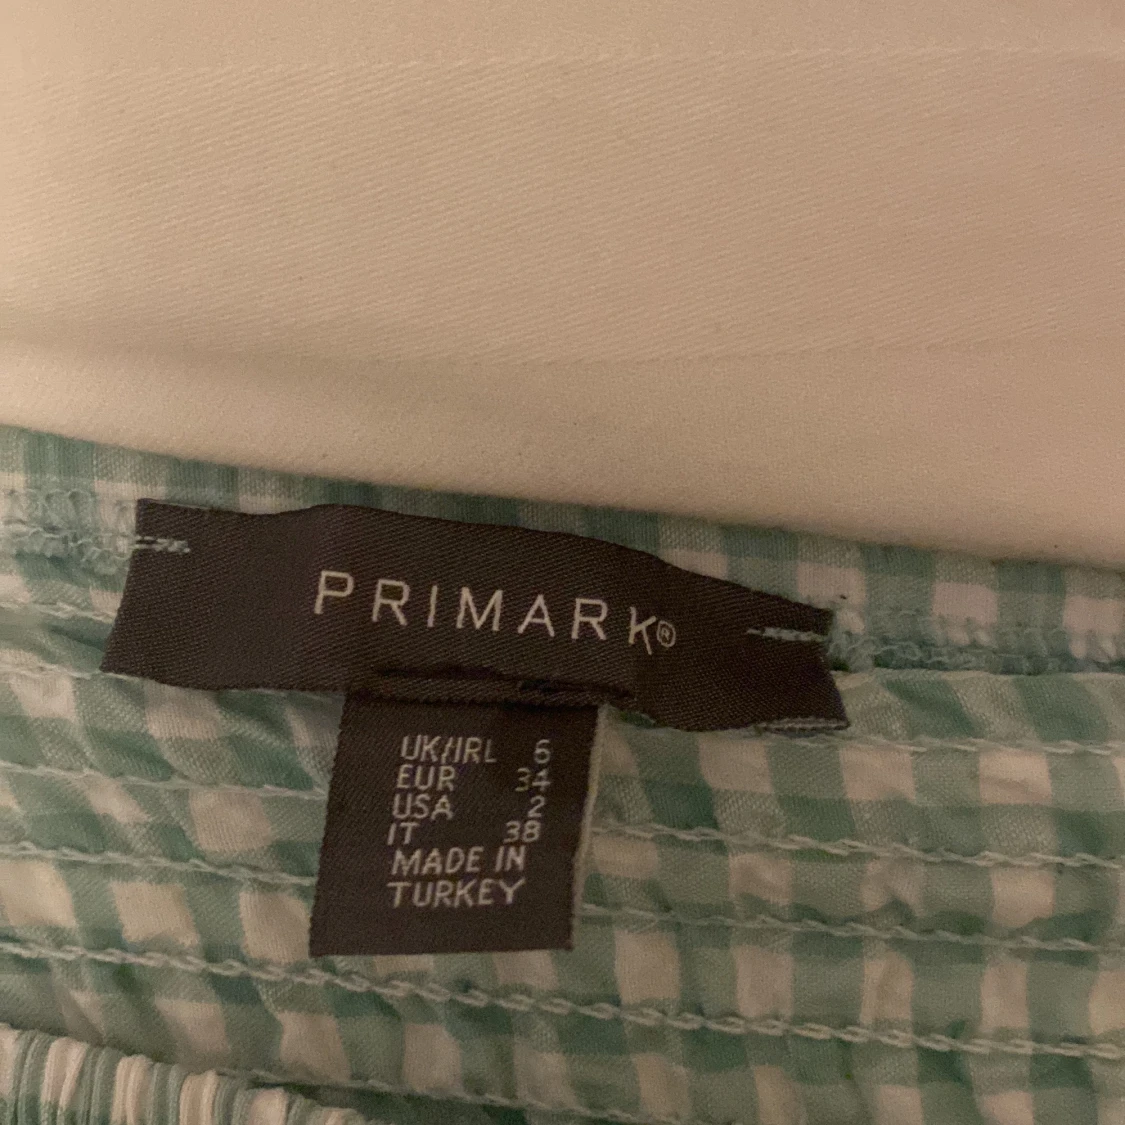 PRIMARK®
UK/IRL 6
EUR 34
USA 2
IT 38
MADE IN
TURKEY